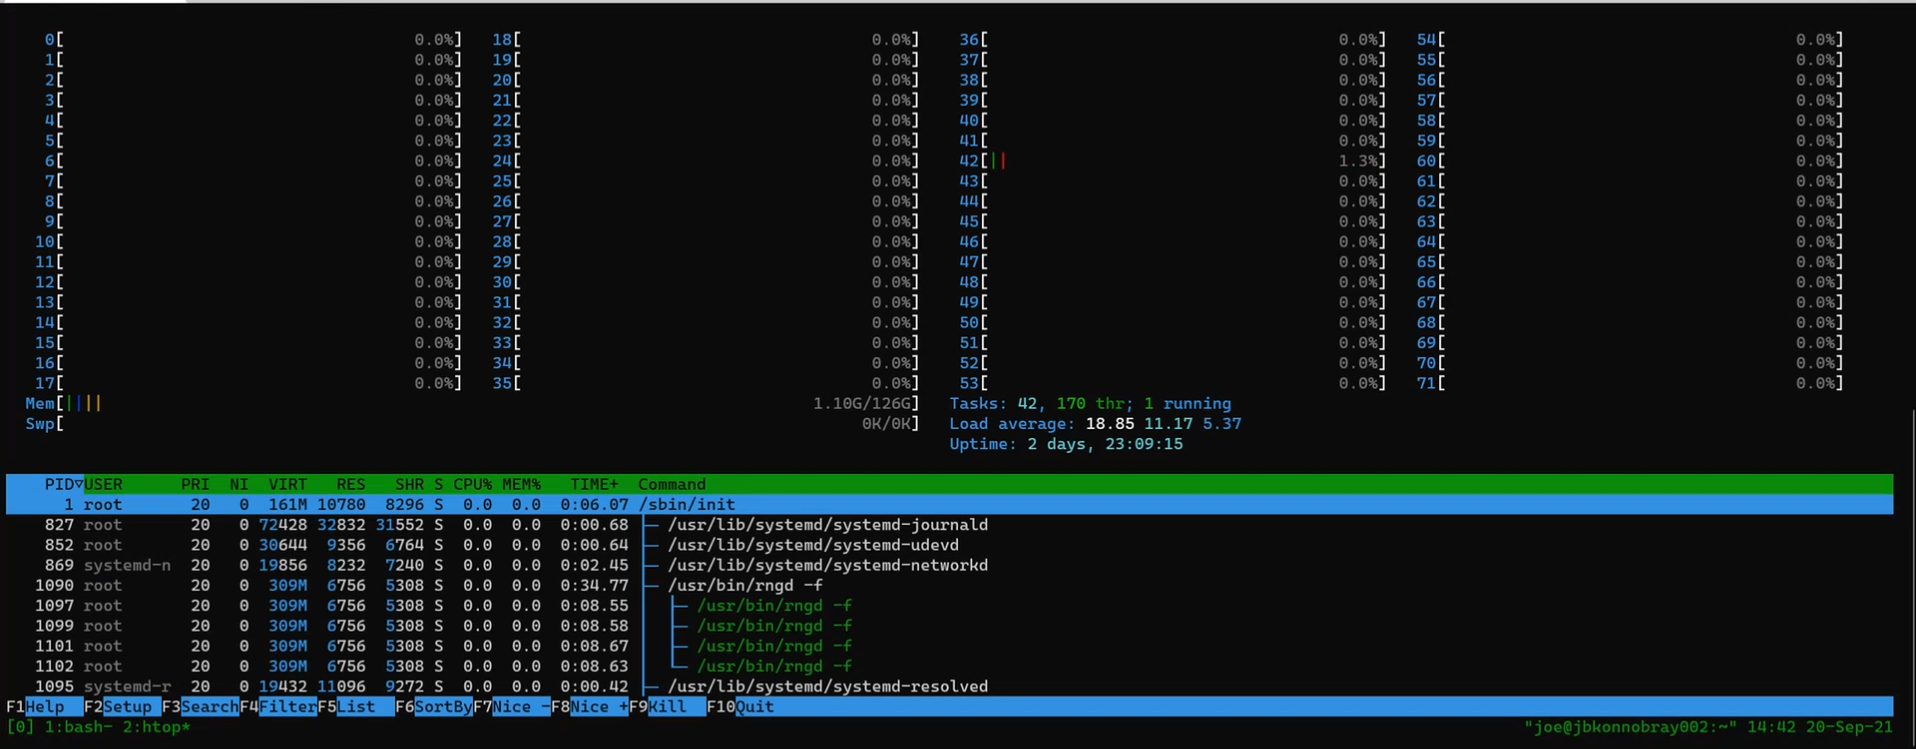 0[ 0.0%] 18[ 0.0%] 36[ 0.0%] 54[ 0.0%]
1[ 0.0%] 19[ 0.0%] 37[ 0.0%] 55[ 0.0%]
2[ 0.0%] 20[ 0.0%] 38[ 0.0%] 56[ 0.0%]
3[ 0.0%] 21[ 0.0%] 39[ 0.0%] 57[ 0.0%]
4[ 0.0%] 22[ 0.0%] 40[ 0.0%] 58[ 0.0%]
5[ 0.0%] 23[ 0.0%] 41[ 0.0%] 59[ 0.0%]
6[ 0.0%] 24[ 0.0%] 42[|| 1.3%] 60[ 0.0%]
7[ 0.0%] 25[ 0.0%] 43[ 0.0%] 61[ 0.0%]
8[ 0.0%] 26[ 0.0%] 44[ 0.0%] 62[ 0.0%]
9[ 0.0%] 27[ 0.0%] 45[ 0.0%] 63[ 0.0%]
10[ 0.0%] 28[ 0.0%] 46[ 0.0%] 64[ 0.0%]
11[ 0.0%] 29[ 0.0%] 47[ 0.0%] 65[ 0.0%]
12[ 0.0%] 30[ 0.0%] 48[ 0.0%] 66[ 0.0%]
13[ 0.0%] 31[ 0.0%] 49[ 0.0%] 67[ 0.0%]
14[ 0.0%] 32[ 0.0%] 50[ 0.0%] 68[ 0.0%]
15[ 0.0%] 33[ 0.0%] 51[ 0.0%] 69[ 0.0%]
16[ 0.0%] 34[ 0.0%] 52[ 0.0%] 70[ 0.0%]
17[ 0.0%] 35[ 0.0%] 53[ 0.0%] 71[ 0.0%]
Mem[|||| 1.10G/126G] Tasks: 42, 170 thr; 1 running
Swp[ 0K/0K] Load average: 18.85 11.17 5.37
Uptime: 2 days, 23:09:15
PID▽USER PRI NI VIRT RES SHR S CPU% MEM% TIME+ Command
1 root 20 0 161M 10780 8296 S 0.0 0.0 0:06.07 /sbin/init
827 root 20 0 72428 32832 31552 S 0.0 0.0 0:00.68 ├─ /usr/lib/systemd/systemd-journald
852 root 20 0 30644 9356 6764 S 0.0 0.0 0:00.64 ├─ /usr/lib/systemd/systemd-udevd
869 systemd-n 20 0 19856 8232 7240 S 0.0 0.0 0:02.45 ├─ /usr/lib/systemd/systemd-networkd
1090 root 20 0 309M 6756 5308 S 0.0 0.0 0:34.77 ├─ /usr/bin/rngd -f
1097 root 20 0 309M 6756 5308 S 0.0 0.0 0:08.55 │ ├─ /usr/bin/rngd -f
1099 root 20 0 309M 6756 5308 S 0.0 0.0 0:08.58 │ ├─ /usr/bin/rngd -f
1101 root 20 0 309M 6756 5308 S 0.0 0.0 0:08.67 │ ├─ /usr/bin/rngd -f
1102 root 20 0 309M 6756 5308 S 0.0 0.0 0:08.63 │ └─ /usr/bin/rngd -f
1095 systemd-r 20 0 19432 11096 9272 S 0.0 0.0 0:00.42 ├─ /usr/lib/systemd/systemd-resolved
F1Help F2Setup F3SearchF4FilterF5List F6SortByF7Nice -F8Nice +F9Kill F10Quit
[0] 1:bash- 2:htop* "joe@jbkonnobray002:~" 14:42 20-Sep-21